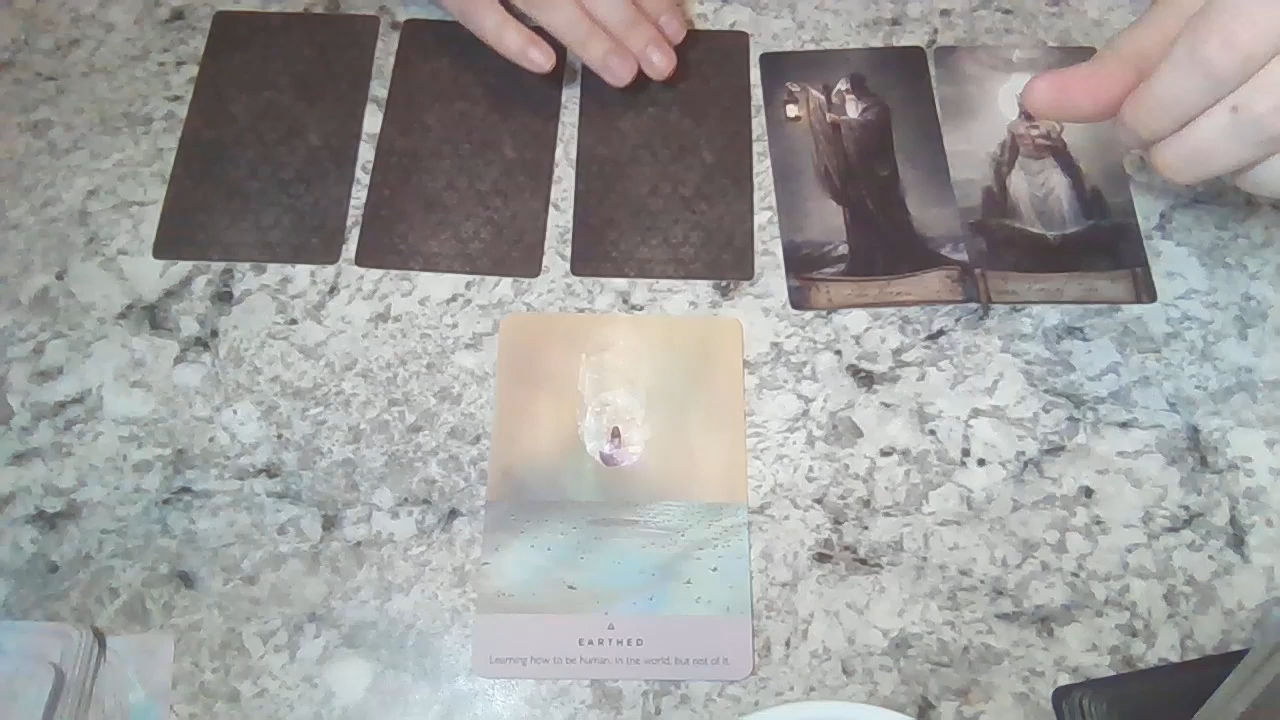 EARTHED
Learning how to be human. In the world, but not of it.